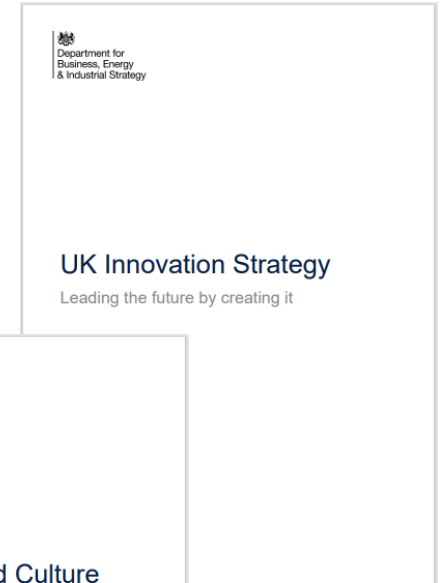 Department for
Business, Energy
& Industrial Strategy
UK Innovation Strategy
Leading the future by creating it
d Culture